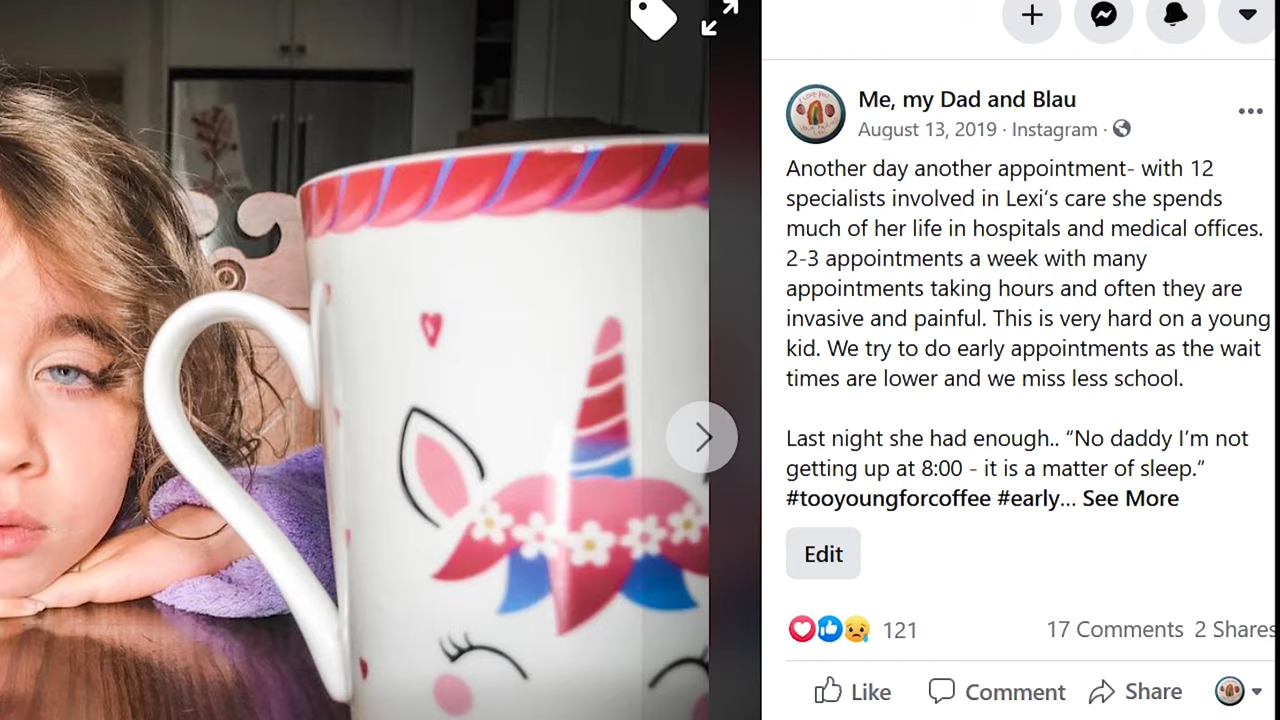 Me, my Dad and Blau
August 13, 2019 · Instagram ·
Another day another appointment- with 12
specialists involved in Lexi‘s care she spends
much of her life in hospitals and medical offices.
2-3 appointments a week with many
appointments taking hours and often they are
invasive and painful. This is very hard on a young
kid. We try to do early appointments as the wait
times are lower and we miss less school.
Last night she had enough.. “No daddy I’m not
getting up at 8:00 - it is a matter of sleep.”
#tooyoungforcoffee #early... See More
Edit
121
17 Comments 2 Shares
Like
Comment
Share